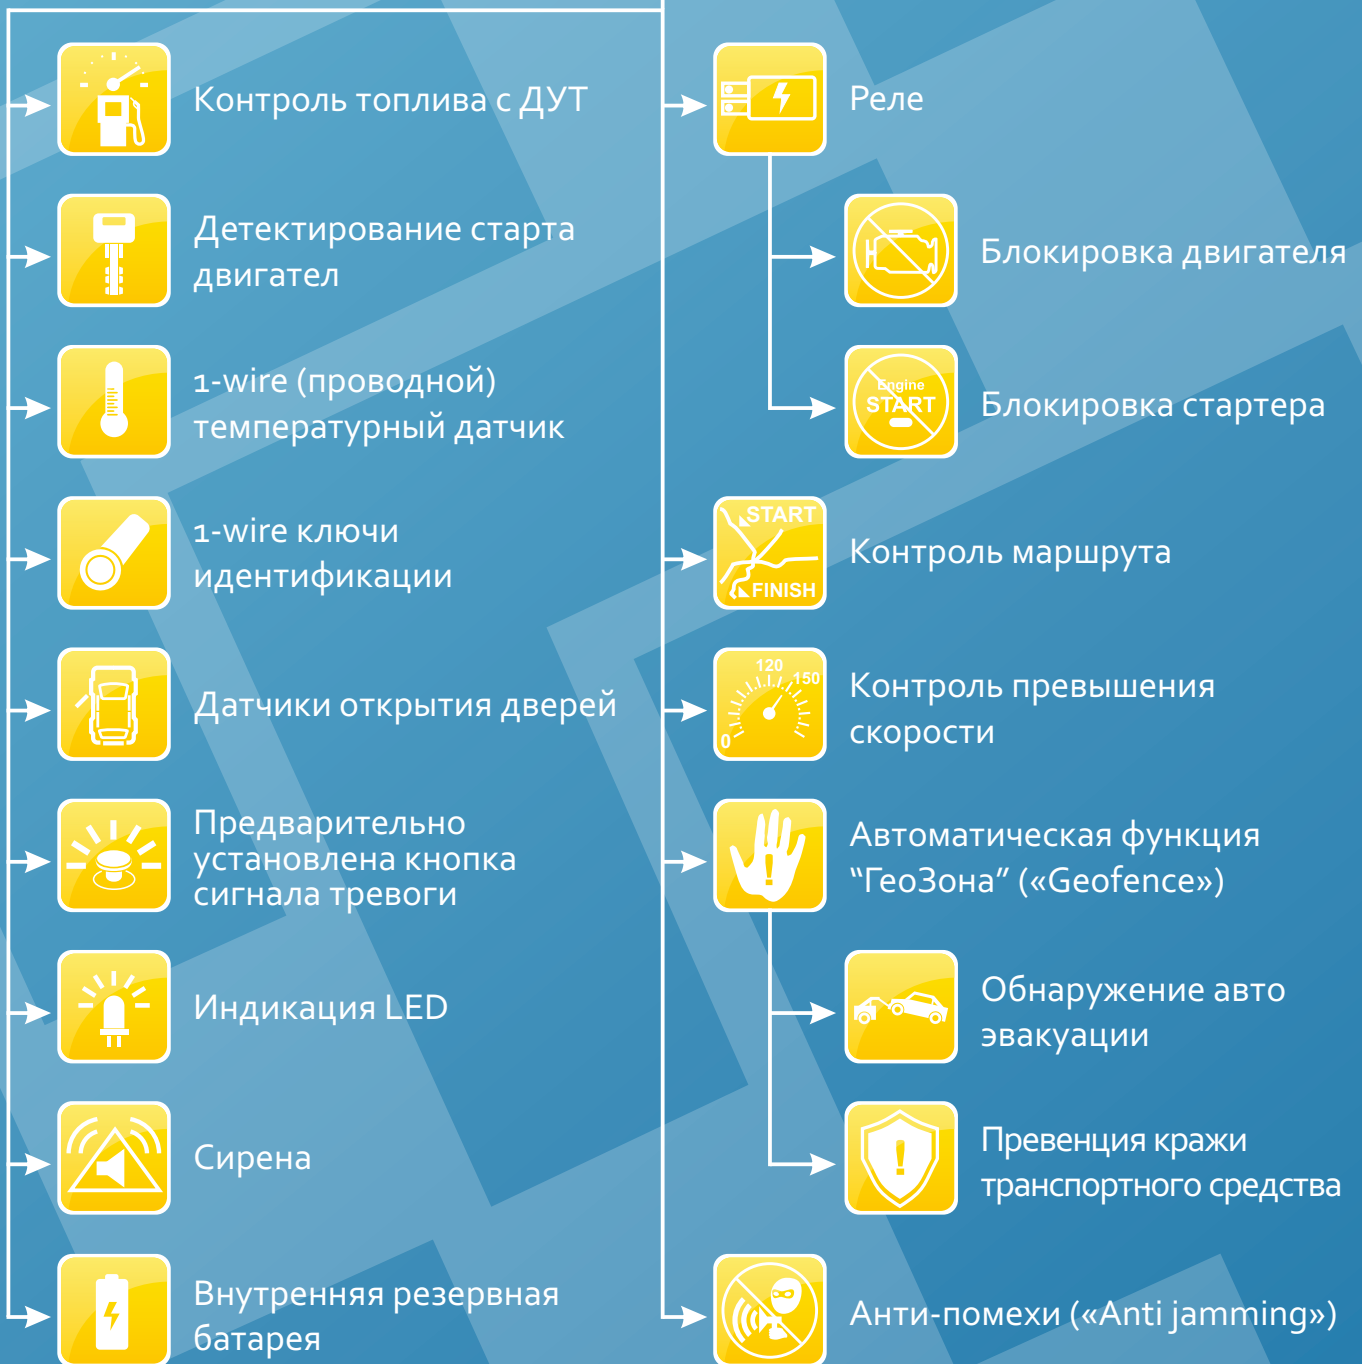 Контроль топлива с ДУТ
Детектирование старта
двигател
1-wire (проводной)
температурный датчик
1-wire ключи
идентификации
Датчики открытия дверей
Предварительно
установлена кнопка
сигнала тревоги
Индикация LED
Сирена
Внутренняя резервная
батарея
Реле
Блокировка двигателя
Engine
START
Блокировка стартера
START
FINISH
Контроль маршрута
120
150
0
Контроль превышения
скорости
Автоматическая функция
“ГеоЗона” («Geofence»)
Обнаружение авто
эвакуации
Превенция кражи
транспортного средства
Анти-помехи («Anti jamming»)